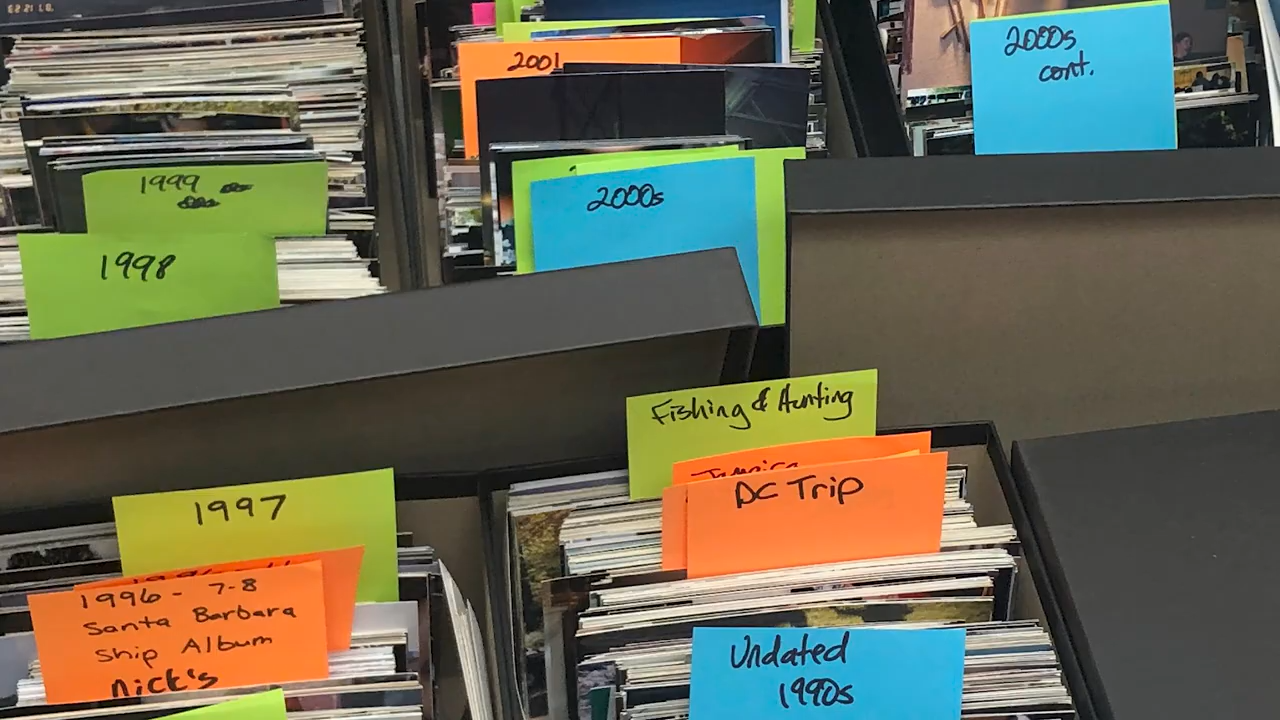 2001
2000s
cont.
1999
2000s
1998
Fishing & Hunting
Jamaica
DC Trip
1997
1996 - 7-8
Santa Barbara
Ship Album
Nick's
Undated
1990s